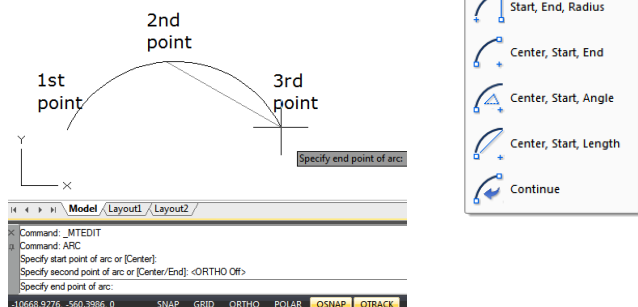 2nd
point
1st
point
3rd
point
Y
X
Specify end point of arc:
Model Layout1 Layout2
Command: _MTEDIT
Command: ARC
Specify start point of arc or [Center]:
Specify second point of arc or [Center/End]: <ORTHO Off>
Specify end point of arc:
-10668.9276, -560.3986, 0 SNAP GRID ORTHO POLAR OSNAP OTRACK
Start, End, Radius
Center, Start, End
Center, Start, Angle
Center, Start, Length
Continue